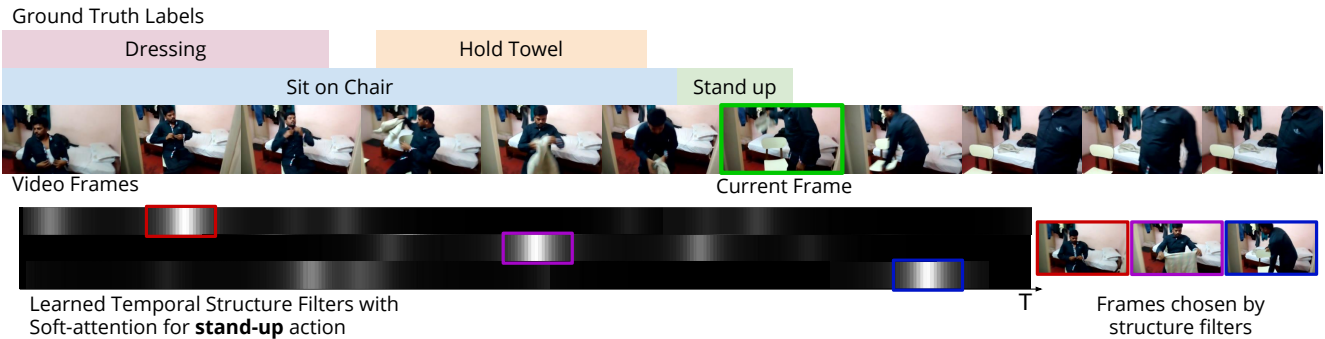 Ground Truth Labels
Dressing
Hold Towel
Sit on Chair
Stand up
Video Frames
Current Frame
T
Learned Temporal Structure Filters with
Soft-attention for stand-up action
Frames chosen by
structure filters